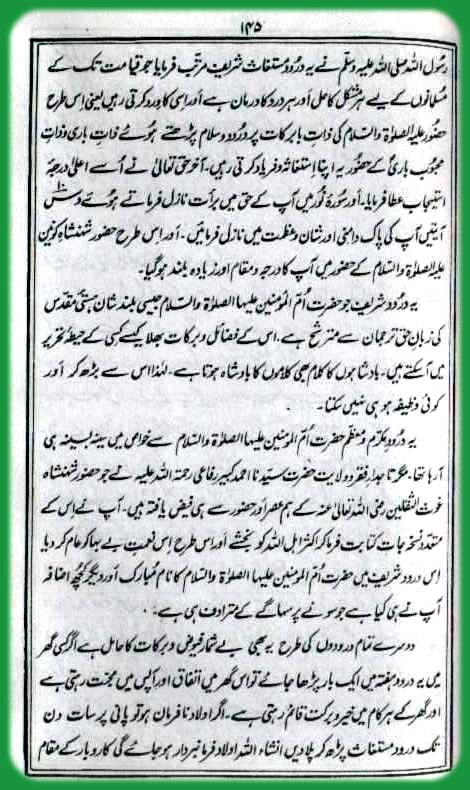 ۱۴۵
رسول اللہ صلی اللہ علیہ وسلم نے یہ درود مستغاث شریف مرتب فرمایا جو قیامت تک کے
مسلمانوں کے لیے ہر مشکل کا حل اور ہر درد کا درمان ہے اور اسی کا ورد کرتی رہیں یعنی اس طرح
حضور علیہ الصلوٰۃ والسلام کی ذات بابرکات پر درود و سلام پڑھتے ہوئے ذات باری و ذات
محبوب باری کے حضور یہ اپنا استغاثہ و فریاد کرتی رہیں۔ آخر حق تعالیٰ نے اُسے اعلیٰ درجۂ
استیجاب عطا فرمایا۔ اور سورۃ نور میں آپ کے حق میں برأت نازل فرماتے ہوئے دس
آیتیں آپ کی پاک دامنی اور شان و عظمت میں نازل فرمائیں۔ اور اس طرح حضور شہنشاہِ کونین
علیہ الصلوٰۃ والسلام کے حضور میں آپ کا درجہ و مقام اور زیادہ بلند ہو گیا۔
یہ درود شریف جو حضرت اُمّ المؤمنین علیہا الصلوٰۃ والسلام جیسی بلند شان ہستیٔ مقدس
کی زبانِ حق ترجمان سے مترشح ہے۔ اس کے فضائل و برکات بھلا کیسے کسی کے حیطۂ تحریر
میں آسکتے ہیں۔ بادشاہوں کا کلام بھی کلاموں کا بادشاہ ہوتا ہے۔ لہٰذا اس سے بڑھ کر اور
کوئی وظیفہ ہو ہی نہیں سکتا۔
یہ درود مکرم و معظم حضرت اُمّ المؤمنین علیہا الصلوٰۃ والسلام سے خواص میں سینہ بسینہ ہی
آرہا تھا۔ مگر تاجدارِ فقر و ولایت حضرت سیّدنا احمد کبیر رفاعی رحمۃ اللہ علیہ نے جو حضور شہنشاہ
غوث الثقلین رضی اللہ تعالیٰ عنہ کے ہم عصر اور حضور سے ہی فیض یافتہ ہیں۔ آپ نے اس کے
متعدد نسخہ جات کتابت فرما کر اکثر اہل اللہ کو بخشے اور اس طرح اس نعمتِ بے بہا کو عام کر دیا
اس درود شریف میں حضرت اُمّ المؤمنین علیہا الصلوٰۃ والسلام کا نام مبارک اور دیگر کچھ اضافہ
آپ نے ہی کیا ہے جو سونے پر سہاگے کے مترادف ہی ہے۔
دوسرے تمام درودوں کی طرح یہ بھی بے شمار فیوض و برکات کا حامل ہے اگر کسی گھر
میں یہ درود ہفتہ میں ایک بار پڑھا جائے تو اس گھر میں اتفاق اور آپس میں محبت رہتی ہے
اور گھر کے ہر کام میں خیر و برکت قائم رہتی ہے۔ اگر اولاد نافرمان ہو تو پانی پر سات دن
تک درود مستغاث پڑھ کر پلادیں انشاء اللہ اولاد فرمانبردار ہو جائے گی کاروبار کے مقام